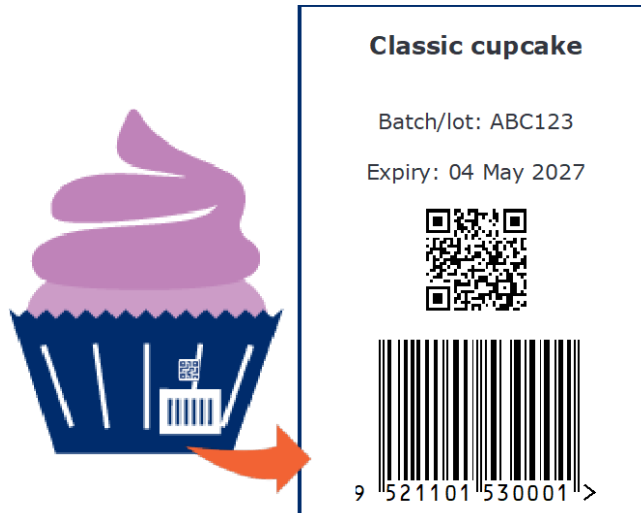 Classic cupcake
Batch/lot: ABC123
Expiry: 04 May 2027
9 521101 530001 >